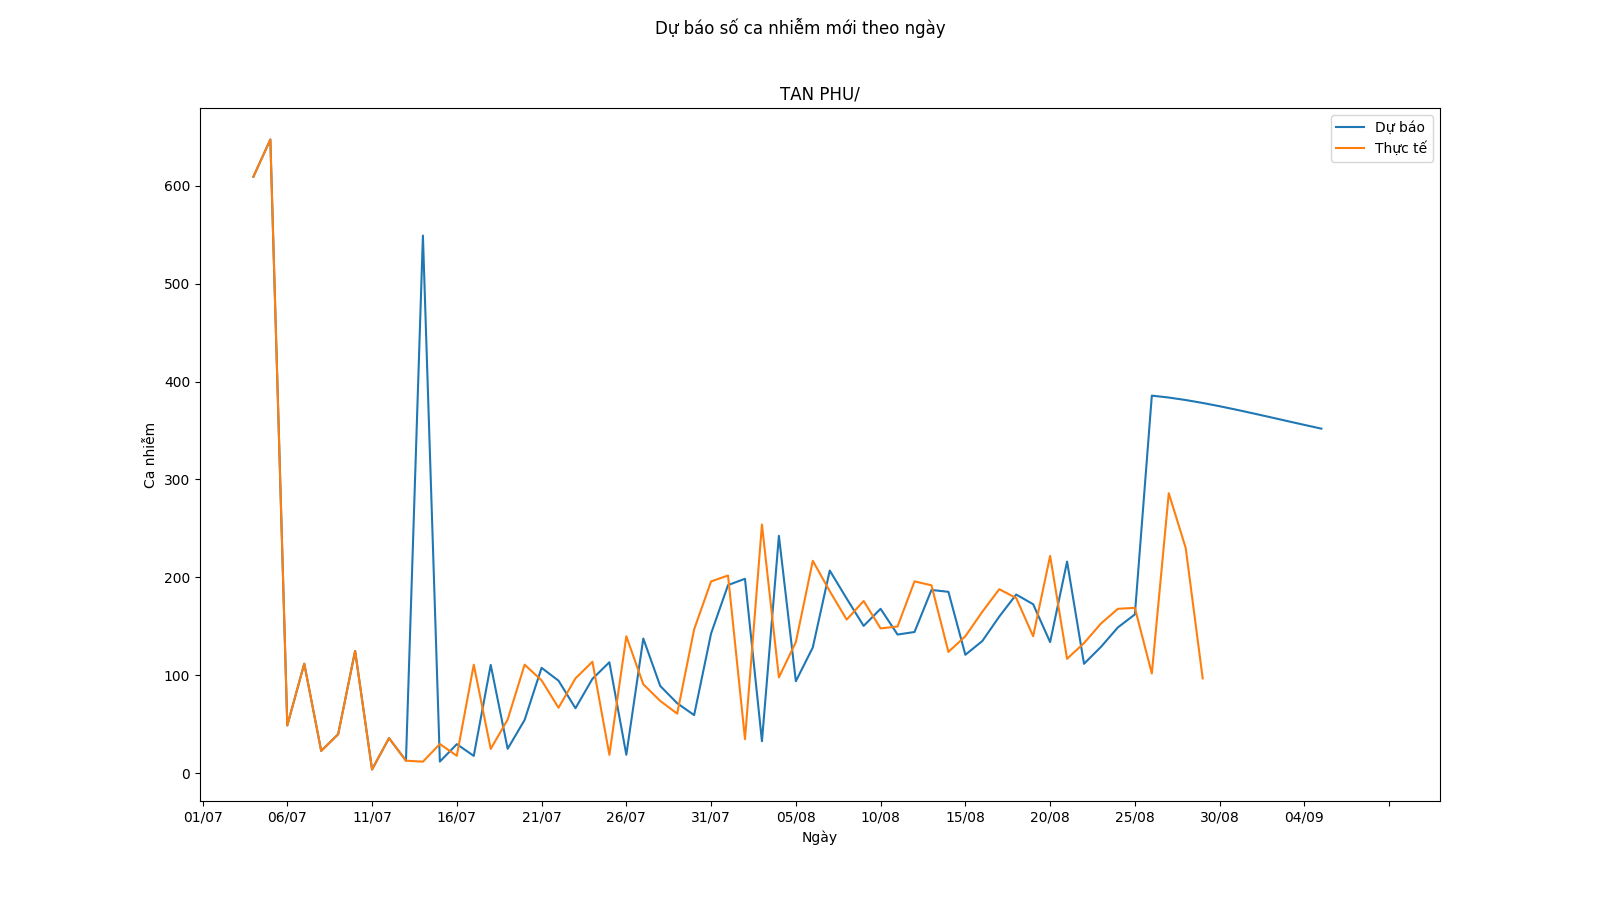 Dự báo số ca nhiễm mới theo ngày
TAN PHU/
Dự báo
Thực tế
600
500
400
300
200
100
0
Ca nhiễm
01/07 06/07 11/07 16/07 21/07 26/07 31/07 05/08 10/08 15/08 20/08 25/08 30/08 04/09
Ngày